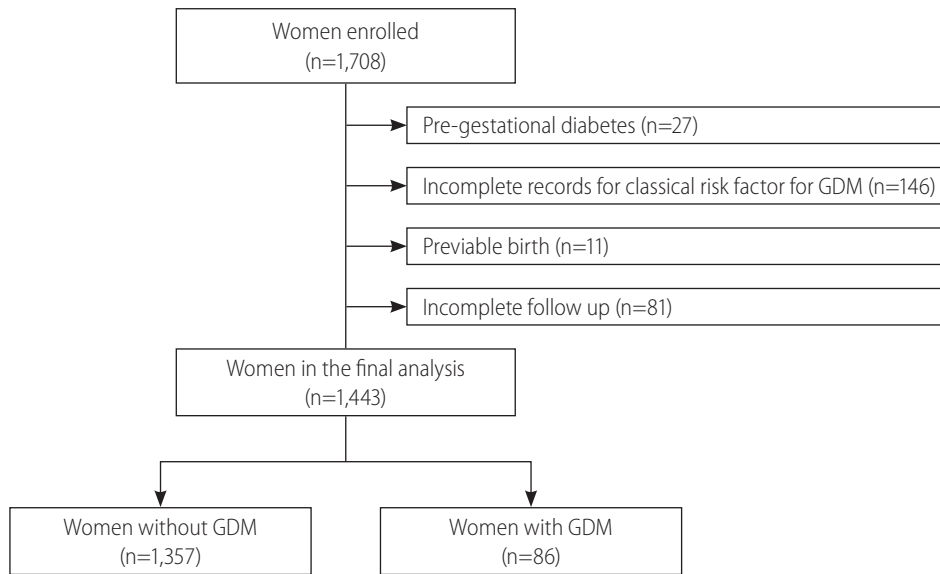 Women enrolled
(n=1,708)
Pre-gestational diabetes (n=27)
Incomplete records for classical risk factor for GDM (n=146)
Previable birth (n=11)
Incomplete follow up (n=81)
Women in the final analysis
(n=1,443)
Women without GDM
(n=1,357)
Women with GDM
(n=86)